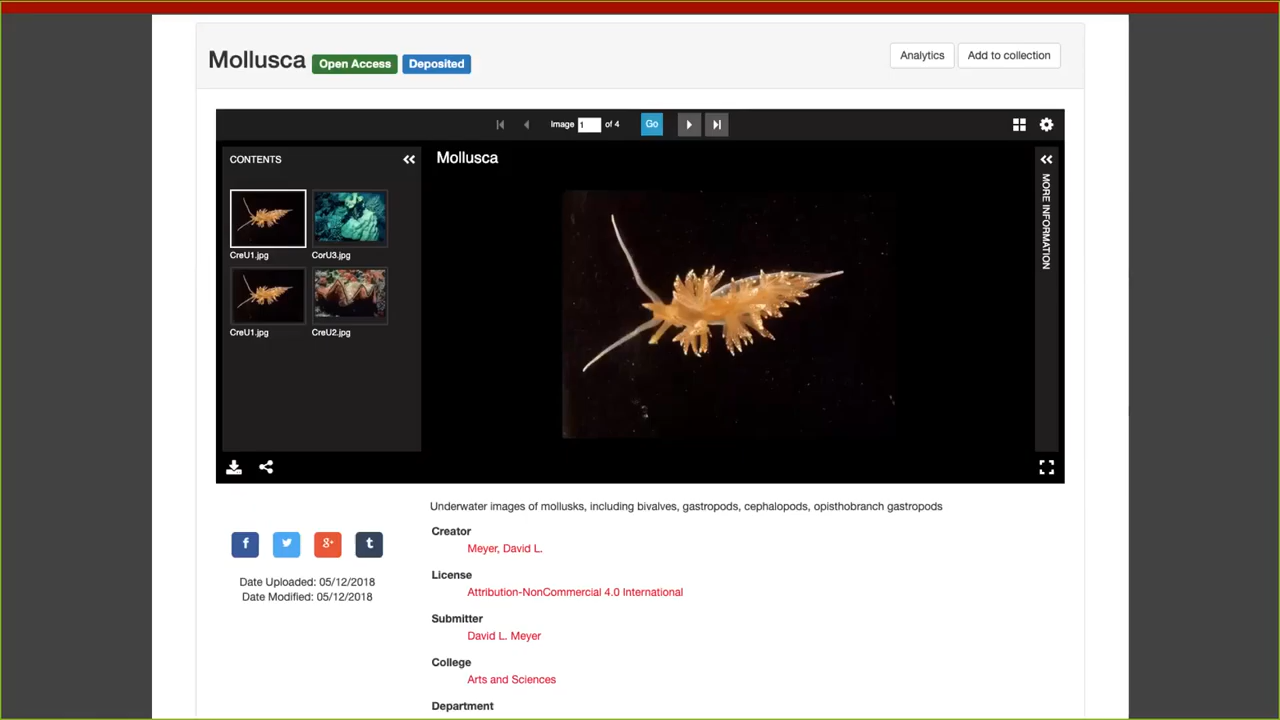 Mollusca Open Access Deposited
Analytics Add to collection
Image 1 of 4 Go
CONTENTS
Mollusca
MORE INFORMATION
CreU1.jpg CorU3.jpg
CreU1.jpg CreU2.jpg
Underwater images of mollusks, including bivalves, gastropods, cephalopods, opisthobranch gastropods
f t
Date Uploaded: 05/12/2018
Date Modified: 05/12/2018
Creator
Meyer, David L.
License
Attribution-NonCommercial 4.0 International
Submitter
David L. Meyer
College
Arts and Sciences
Department